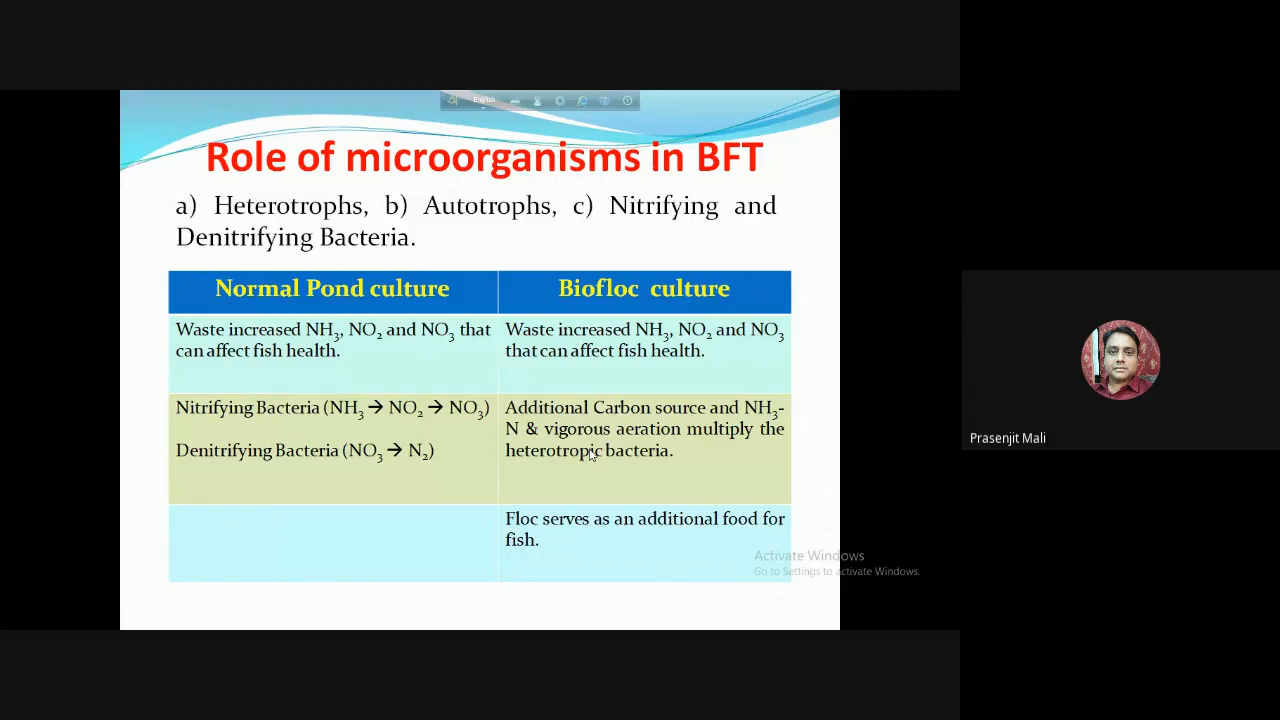 English
Role of microorganisms in BFT
a) Heterotrophs, b) Autotrophs, c) Nitrifying and
Denitrifying Bacteria.
Normal Pond culture
Biofloc culture
Waste increased NH₃, NO₂ and NO₃ that
can affect fish health.
Waste increased NH₃, NO₂ and NO₃
that can affect fish health.
Nitrifying Bacteria (NH₃ → NO₂ → NO₃)
Denitrifying Bacteria (NO₃ → N₂)
Additional Carbon source and NH₃-
N & vigorous aeration multiply the
heterotropic bacteria.
Floc serves as an additional food for
fish.
Activate Windows
Go to Settings to activate Windows.
Prasenjit Mali